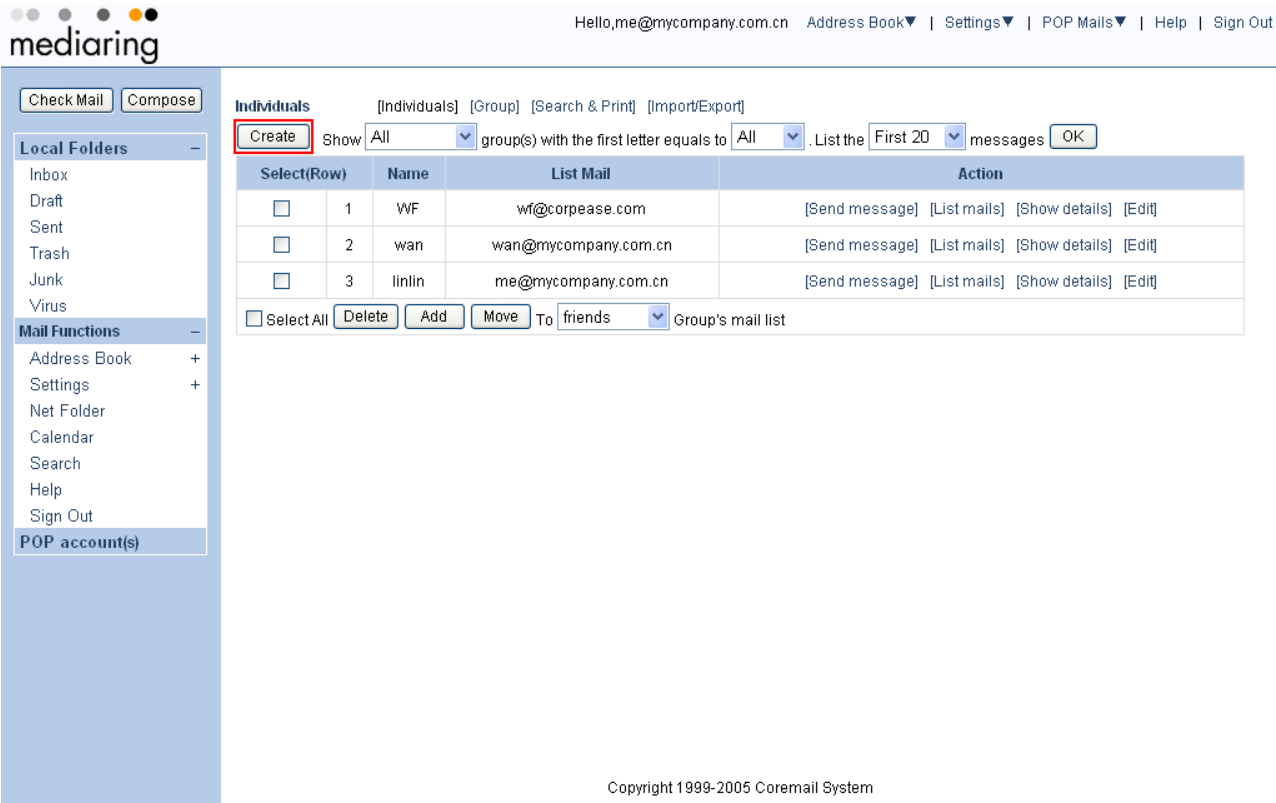 mediaring
Hello,me@mycompany.com.cn Address Book▼ | Settings▼ | POP Mails▼ | Help | Sign Out
Check Mail Compose
Local Folders –
Inbox
Draft
Sent
Trash
Junk
Virus
Mail Functions –
Address Book +
Settings +
Net Folder
Calendar
Search
Help
Sign Out
POP account(s)
Individuals [Individuals] [Group] [Search & Print] [Import/Export]
Create Show All group(s) with the first letter equals to All . List the First 20 messages OK
Select(Row) Name List Mail Action
1 WF wf@corpease.com [Send message] [List mails] [Show details] [Edit]
2 wan wan@mycompany.com.cn [Send message] [List mails] [Show details] [Edit]
3 linlin me@mycompany.com.cn [Send message] [List mails] [Show details] [Edit]
Select All Delete Add Move To friends Group's mail list
Copyright 1999-2005 Coremail System